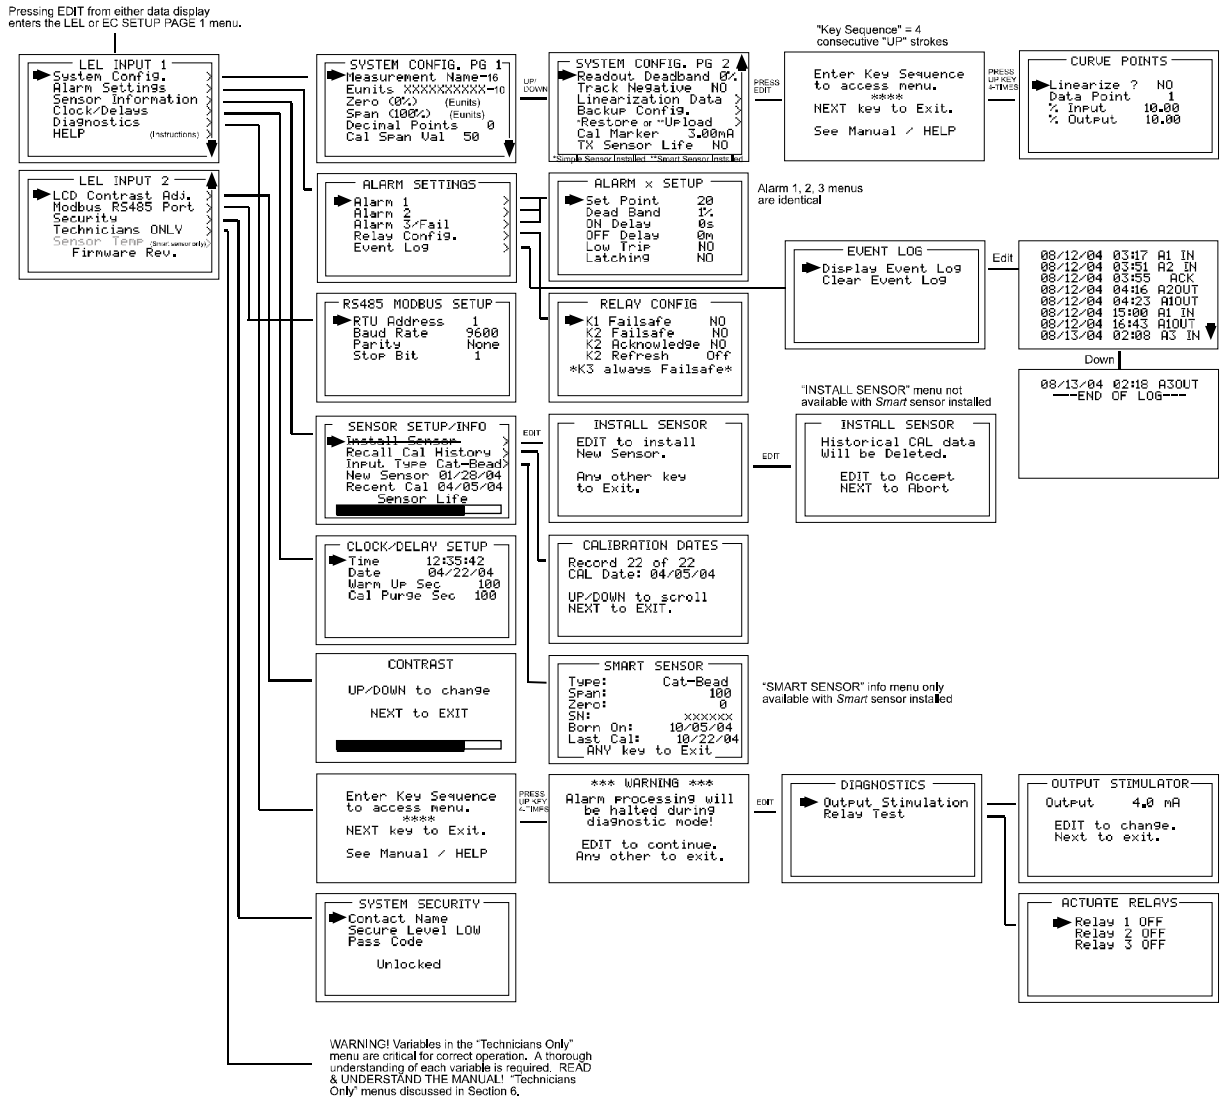 Pressing EDIT from either data display
enters the LEL or EC SETUP PAGE 1 menu.
LEL INPUT 1
System Config. >
Alarm Settings >
Sensor Information >
Clock/Delays >
Diagnostics >
HELP (Instructions) >
LEL INPUT 2
LCD Contrast Adj. >
Modbus RS485 Port >
Security >
Technicians ONLY >
Sensor Temp (Smart sensor only)>
Firmware Rev.
SYSTEM CONFIG. PG 1
Measurement Name-16
Eunits XXXXXXXXXX-10
Zero (0%) (Eunits)
Span (100%) (Eunits)
Decimal Points 0
Cal Span Val 50
UP/
DOWN
SYSTEM CONFIG. PG 2
Readout Deadband 0%
Track Negative NO
Linearization Data >
Backup Config. >
*Restore or **Upload >
Cal Marker 3.00mA
TX Sensor Life NO
*Simple Sensor Installed **Smart Sensor Installed
PRESS
EDIT
"Key Sequence" = 4
consecutive "UP" strokes
Enter Key Sequence
to access menu.
****
NEXT key to Exit.
See Manual / HELP
PRESS
UP KEY
4-TIMES
CURVE POINTS
Linearize ? NO
Data Point 1
% Input 10.00
% Output 10.00
ALARM SETTINGS
Alarm 1 >
Alarm 2 >
Alarm 3/Fail >
Relay Config. >
Event Log >
ALARM x SETUP
Set Point 20
Dead Band 1%
ON Delay 0s
OFF Delay 0m
Low Trip NO
Latching NO
Alarm 1, 2, 3 menus
are identical
EVENT LOG
Display Event Log
Clear Event Log
Edit
08/12/04 03:17 A1 IN
08/12/04 03:51 A2 IN
08/12/04 03:55 ACK
08/12/04 04:16 A2OUT
08/12/04 04:23 A1OUT
08/12/04 15:00 A1 IN
08/12/04 16:43 A1OUT
08/13/04 02:08 A3 IN
Down
08/13/04 02:18 A3OUT
---END OF LOG---
RS485 MODBUS SETUP
RTU Address 1
Baud Rate 9600
Parity None
Stop Bit 1
RELAY CONFIG
K1 Failsafe NO
K2 Failsafe NO
K2 Acknowledge NO
K2 Refresh Off
*K3 always Failsafe*
SENSOR SETUP/INFO
Install Sensor >
Recall Cal History >
Input Type Cat-Bead>
New Sensor 01/28/04
Recent Cal 04/05/04
Sensor Life
EDIT
INSTALL SENSOR
EDIT to install
New Sensor.
Any other key
to Exit.
EDIT
"INSTALL SENSOR" menu not
available with Smart sensor installed
INSTALL SENSOR
Historical CAL data
Will be Deleted.
EDIT to Accept
NEXT to Abort
CLOCK/DELAY SETUP
Time 12:35:42
Date 04/22/04
Warm Up Sec 100
Cal Purge Sec 100
CALIBRATION DATES
Record 22 of 22
CAL Date: 04/05/04
UP/DOWN to scroll
NEXT to EXIT.
CONTRAST
UP/DOWN to change
NEXT to EXIT
SMART SENSOR
Type: Cat-Bead
Span: 100
Zero: 0
SN: xxxxxx
Born On: 10/05/04
Last Cal: 10/22/04
ANY key to Exit
"SMART SENSOR" info menu only
available with Smart sensor installed
Enter Key Sequence
to access menu.
****
NEXT key to Exit.
See Manual / HELP
PRESS
UP KEY
4-TIMES
*** WARNING ***
Alarm processing will
be halted during
diagnostic mode!
EDIT to continue.
Any other to exit.
EDIT
DIAGNOSTICS
Output Stimulation
Relay Test
OUTPUT STIMULATOR
Output 4.0 mA
EDIT to change.
Next to exit.
ACTUATE RELAYS
Relay 1 OFF
Relay 2 OFF
Relay 3 OFF
SYSTEM SECURITY
Contact Name
Secure Level LOW
Pass Code
Unlocked
WARNING! Variables in the "Technicians Only"
menu are critical for correct operation. A thorough
understanding of each variable is required. READ
& UNDERSTAND THE MANUAL! "Technicians
Only" menus discussed in Section 6.